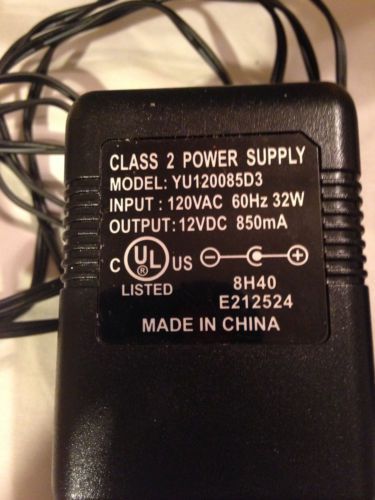 CLASS 2 POWER SUPPLY
MODEL: YU120085D3
INPUT : 120VAC 60Hz 32W
OUTPUT: 12VDC 850mA
C UL ® US
LISTED
8H40
E212524
MADE IN CHINA